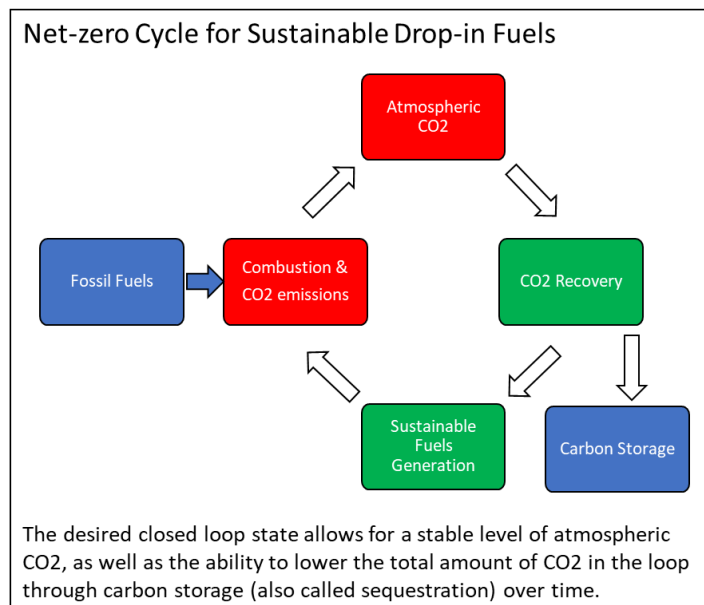 Net-zero Cycle for Sustainable Drop-in Fuels
Atmospheric
CO2
Fossil Fuels
Combustion &
CO2 emissions
CO2 Recovery
Sustainable
Fuels
Generation
Carbon Storage
The desired closed loop state allows for a stable level of atmospheric
CO2, as well as the ability to lower the total amount of CO2 in the loop
through carbon storage (also called sequestration) over time.